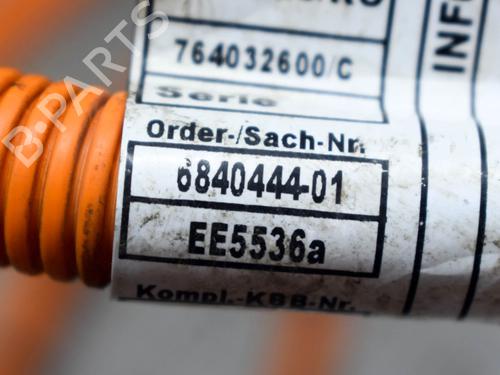 764032600/C
Serie
Order-/Sach-Nr.
6840444-01
EE5536a
Kompl.-KBB-Nr.
INF
B-PARTS